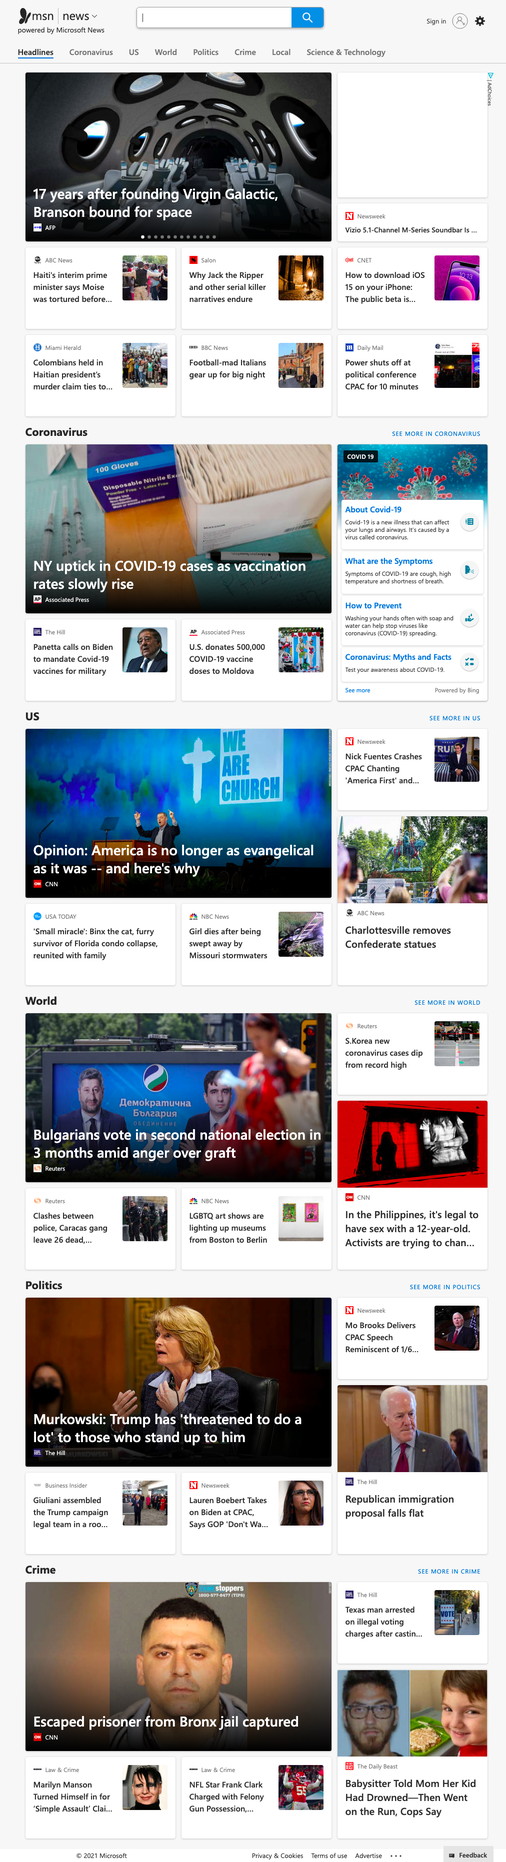 msn | news
powered by Microsoft News
Sign in
Headlines Coronavirus US World Politics Crime Local Science & Technology
17 years after founding Virgin Galactic,
Branson bound for space
AFP
AdChoices
Newsweek
Vizio 5.1-Channel M-Series Soundbar Is ...
ABC News
Haiti's interim prime
minister says Moise
was tortured before...
Salon
Why Jack the Ripper
and other serial killer
narratives endure
CNET
How to download iOS
15 on your iPhone:
The public beta is...
Miami Herald
Colombians held in
Haitian president's
murder claim ties to...
BBC News
Football-mad Italians
gear up for big night
Daily Mail
Power shuts off at
political conference
CPAC for 10 minutes
Coronavirus
SEE MORE IN CORONAVIRUS
100 Gloves
Disposable Nitrile
NY uptick in COVID-19 cases as vaccination
rates slowly rise
Associated Press
COVID 19
About Covid-19
Covid-19 is a new illness that can affect
your lungs and airways. It's caused by a
virus called coronavirus.
What are the Symptoms
Symptoms of COVID-19 are cough, high
temperature and shortness of breath.
How to Prevent
Washing your hands often with soap and
water can help stop viruses like
coronavirus (COVID-19) spreading.
Coronavirus: Myths and Facts
Test your awareness about COVID-19.
See more
Powered by Bing
The Hill
Panetta calls on Biden
to mandate Covid-19
vaccines for military
Associated Press
U.S. donates 500,000
COVID-19 vaccine
doses to Moldova
US
SEE MORE IN US
WE
ARE
CHURCH
Opinion: America is no longer as evangelical
as it was -- and here's why
CNN
Newsweek
Nick Fuentes Crashes
CPAC Chanting
'America First' and...
ABC News
Charlottesville removes
Confederate statues
USA TODAY
'Small miracle': Binx the cat, furry
survivor of Florida condo collapse,
reunited with family
NBC News
Girl dies after being
swept away by
Missouri stormwaters
World
SEE MORE IN WORLD
Демократична
България
ОБЕДИНЕНИЕ
Bulgarians vote in second national election in
3 months amid anger over graft
Reuters
Reuters
S.Korea new
coronavirus cases dip
from record high
CNN
In the Philippines, it's legal to
have sex with a 12-year-old.
Activists are trying to chan...
Reuters
Clashes between
police, Caracas gang
leave 26 dead,...
NBC News
LGBTQ art shows are
lighting up museums
from Boston to Berlin
Politics
SEE MORE IN POLITICS
Murkowski: Trump has 'threatened to do a
lot' to those who stand up to him
The Hill
Newsweek
Mo Brooks Delivers
CPAC Speech
Reminiscent of 1/6...
The Hill
Republican immigration
proposal falls flat
Business Insider
Giuliani assembled
the Trump campaign
legal team in a roo...
Newsweek
Lauren Boebert Takes
on Biden at CPAC,
Says GOP 'Don't Wa...
Crime
SEE MORE IN CRIME
stoppers
Escaped prisoner from Bronx jail captured
CNN
The Hill
Texas man arrested
on illegal voting
charges after castin...
VOTE
The Daily Beast
Babysitter Told Mom Her Kid
Had Drowned—Then Went
on the Run, Cops Say
Law & Crime
Marilyn Manson
Turned Himself in for
'Simple Assault' Clai...
Law & Crime
NFL Star Frank Clark
Charged with Felony
Gun Possession,...
55
© 2021 Microsoft
Privacy & Cookies Terms of use Advertise ...
Feedback